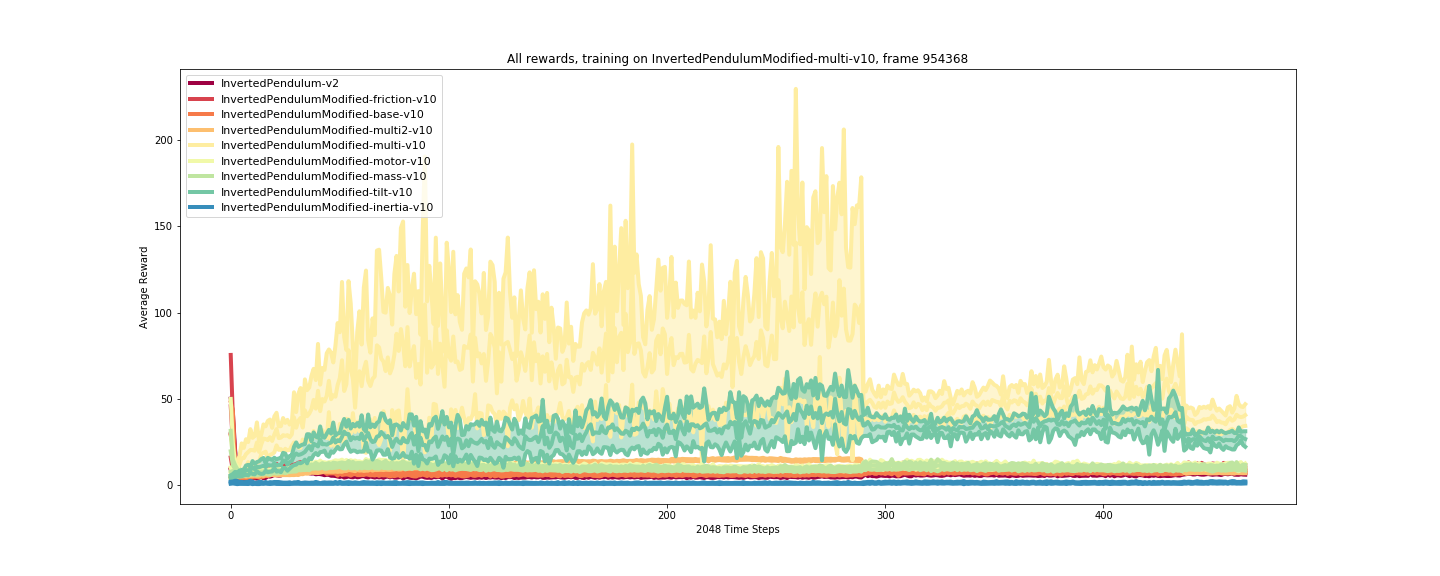 All rewards, training on InvertedPendulumModified-multi-v10, frame 954368
InvertedPendulum-v2
InvertedPendulumModified-friction-v10
InvertedPendulumModified-base-v10
InvertedPendulumModified-multi2-v10
InvertedPendulumModified-multi-v10
InvertedPendulumModified-motor-v10
InvertedPendulumModified-mass-v10
InvertedPendulumModified-tilt-v10
InvertedPendulumModified-inertia-v10
Average Reward
200
150
100
50
0
0 100 200 300 400
2048 Time Steps